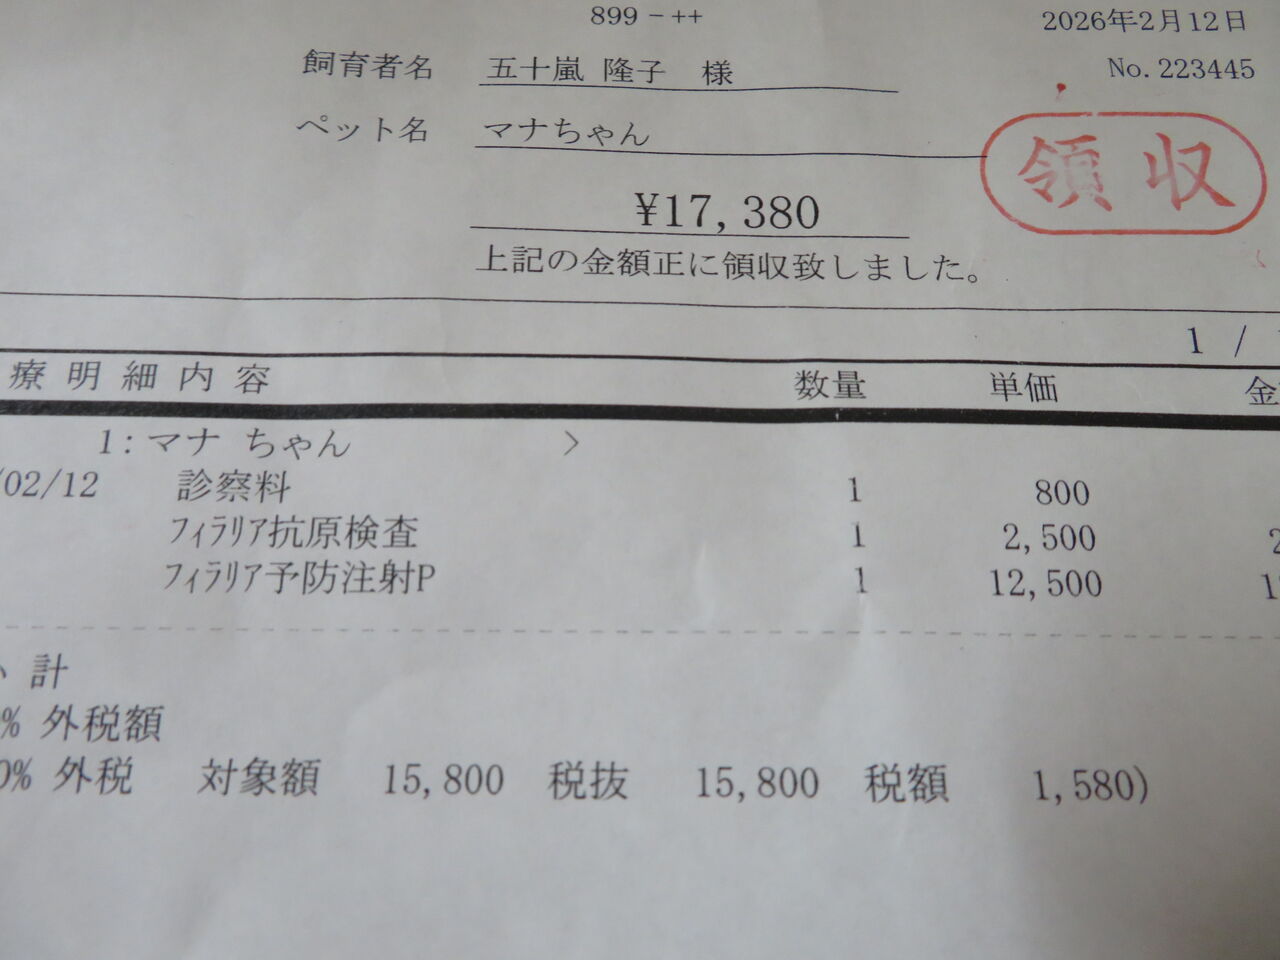 899-++
2026年2月12日
飼育者名 五十嵐 隆子 様
No.223445
ペット名 マナちゃん
領収
¥17,380
上記の金額正に領収致しました。
1 /
療明細内容 数量 単価 金
1:マナ ちゃん >
/02/12 診察料 1 800
ﾌｨﾗﾘｱ抗原検査 1 2,500 2
ﾌｨﾗﾘｱ予防注射P 1 12,500 1
計
% 外税額
0% 外税 対象額 15,800 税抜 15,800 税額 1,580)